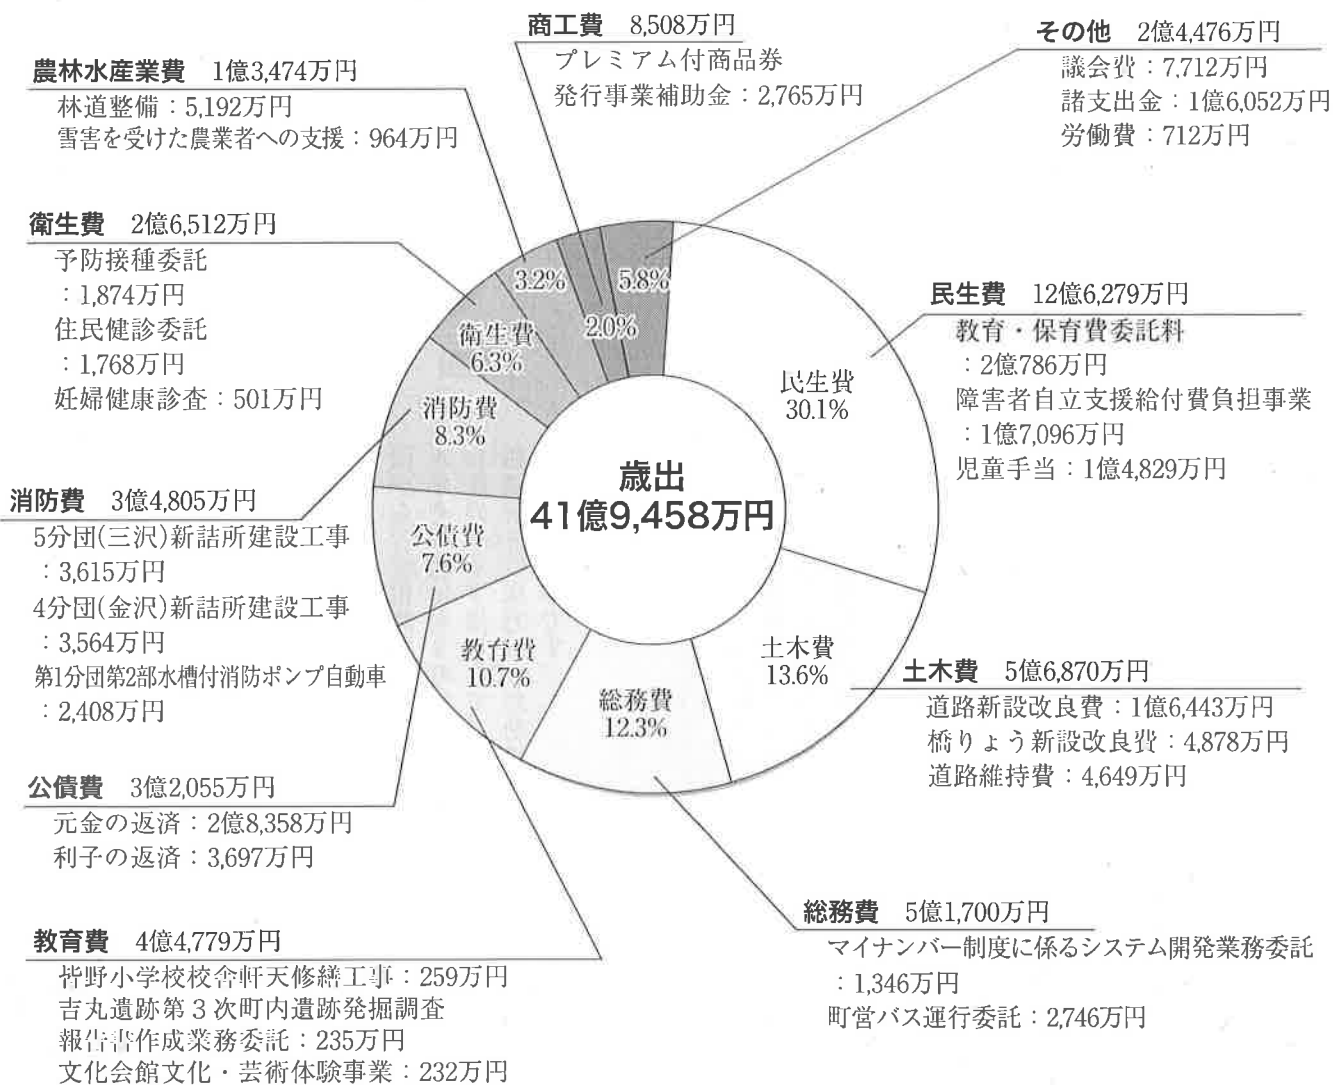 商工費 8,508万円
プレミアム付商品券
発行事業補助金：2,765万円
その他 2億4,476万円
議会費：7,712万円
諸支出金：1億6,052万円
労働費：712万円
農林水産業費 1億3,474万円
林道整備：5,192万円
雪害を受けた農業者への支援：964万円
衛生費 2億6,512万円
予防接種委託
：1,874万円
住民健診委託
：1,768万円
妊婦健康診査：501万円
消防費 3億4,805万円
5分団(三沢)新詰所建設工事
：3,615万円
4分団(金沢)新詰所建設工事
：3,564万円
第1分団第2部水槽付消防ポンプ自動車
：2,408万円
公債費 3億2,055万円
元金の返済：2億8,358万円
利子の返済：3,697万円
教育費 4億4,779万円
皆野小学校校舎軒天修繕工事：259万円
吉丸遺跡第3次町内遺跡発掘調査
報告書作成業務委託：235万円
文化会館文化・芸術体験事業：232万円
3.2%
2.0%
5.8%
衛生費
6.3%
消防費
8.3%
公債費
7.6%
教育費
10.7%
総務費
12.3%
土木費
13.6%
民生費
30.1%
歳出
41億9,458万円
民生費 12億6,279万円
教育・保育費委託料
：2億786万円
障害者自立支援給付費負担事業
：1億7,096万円
児童手当：1億4,829万円
土木費 5億6,870万円
道路新設改良費：1億6,443万円
橋りょう新設改良費：4,878万円
道路維持費：4,649万円
総務費 5億1,700万円
マイナンバー制度に係るシステム開発業務委託
：1,346万円
町営バス運行委託：2,746万円